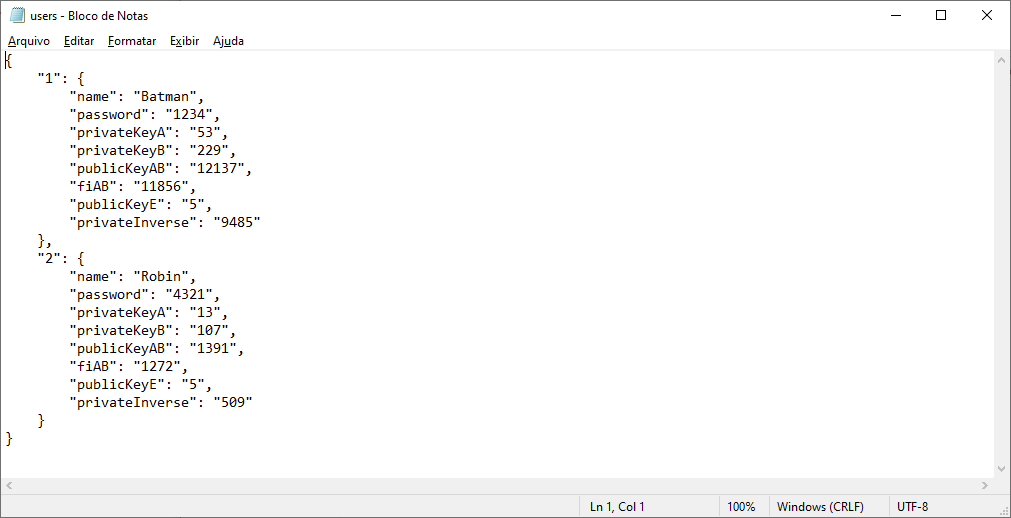 users - Bloco de Notas
Arquivo Editar Formatar Exibir Ajuda
{
    "1": {
        "name": "Batman",
        "password": "1234",
        "privateKeyA": "53",
        "privateKeyB": "229",
        "publicKeyAB": "12137",
        "fiAB": "11856",
        "publicKeyE": "5",
        "privateInverse": "9485"
    },
    "2": {
        "name": "Robin",
        "password": "4321",
        "privateKeyA": "13",
        "privateKeyB": "107",
        "publicKeyAB": "1391",
        "fiAB": "1272",
        "publicKeyE": "5",
        "privateInverse": "509"
    }
}
Ln 1, Col 1 100% Windows (CRLF) UTF-8